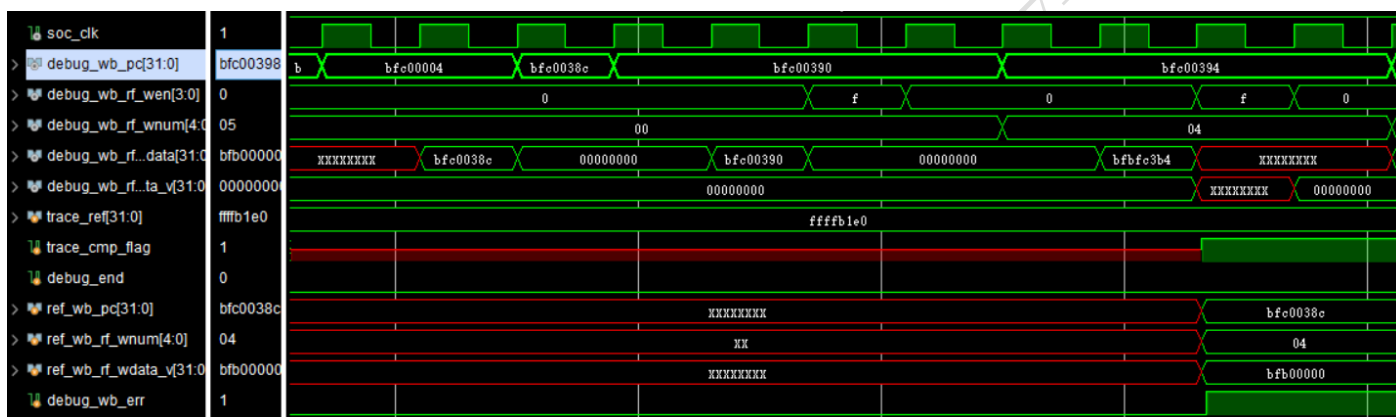 soc_clk 1
debug_wb_pc[31:0] bfc00398 b bfc00004 bfc0038c bfc00390 bfc00394
debug_wb_rf_wen[3:0] 0 0 f 0 f 0
debug_wb_rf_wnum[4:0 05 00 04
debug_wb_rf...data[31:0 bfb00000 XXXXXXXX bfc0038c 00000000 bfc00390 00000000 bfbfc3b4 XXXXXXXX
debug_wb_rf...ta_v[31:0 00000000 00000000 XXXXXXXX 00000000
trace_ref[31:0] ffffb1e0 ffffb1e0
trace_cmp_flag 1
debug_end 0
ref_wb_pc[31:0] bfc0038c XXXXXXXX bfc0038c
ref_wb_rf_wnum[4:0] 04 XX 04
ref_wb_rf_wdata_v[31:0 bfb00000 XXXXXXXX bfb00000
debug_wb_err 1